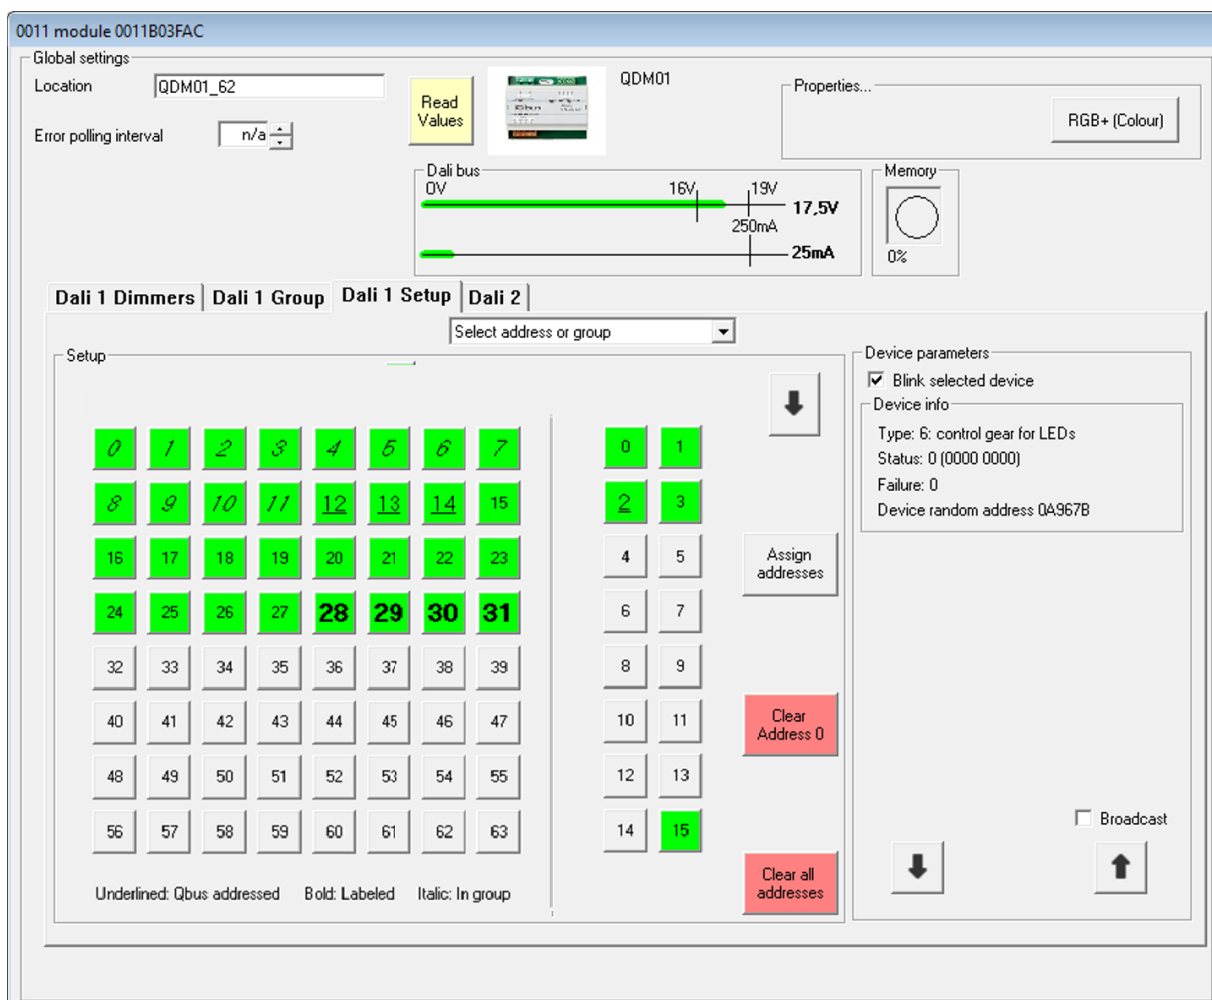 0011 module 0011B03FAC
Global settings
Location QDM01_62
Read Values
QDM01
Properties...
RGB+ (Colour)
Error polling interval n/a
Dali bus
0V 16V 19V
17,5V
250mA
25mA
Memory
0%
Dali 1 Dimmers Dali 1 Group Dali 1 Setup Dali 2
Select address or group
Setup
0 1 2 3 4 5 6 7
8 9 10 11 12 13 14 15
16 17 18 19 20 21 22 23
24 25 26 27 28 29 30 31
32 33 34 35 36 37 38 39
40 41 42 43 44 45 46 47
48 49 50 51 52 53 54 55
56 57 58 59 60 61 62 63
Underlined: Qbus addressed Bold: Labeled Italic: In group
0 1
2 3
4 5
6 7
8 9
10 11
12 13
14 15
Assign
addresses
Clear
Address 0
Clear all
addresses
Device parameters
Blink selected device
Device info
Type: 6: control gear for LEDs
Status: 0 (0000 0000)
Failure: 0
Device random address 0A967B
Broadcast